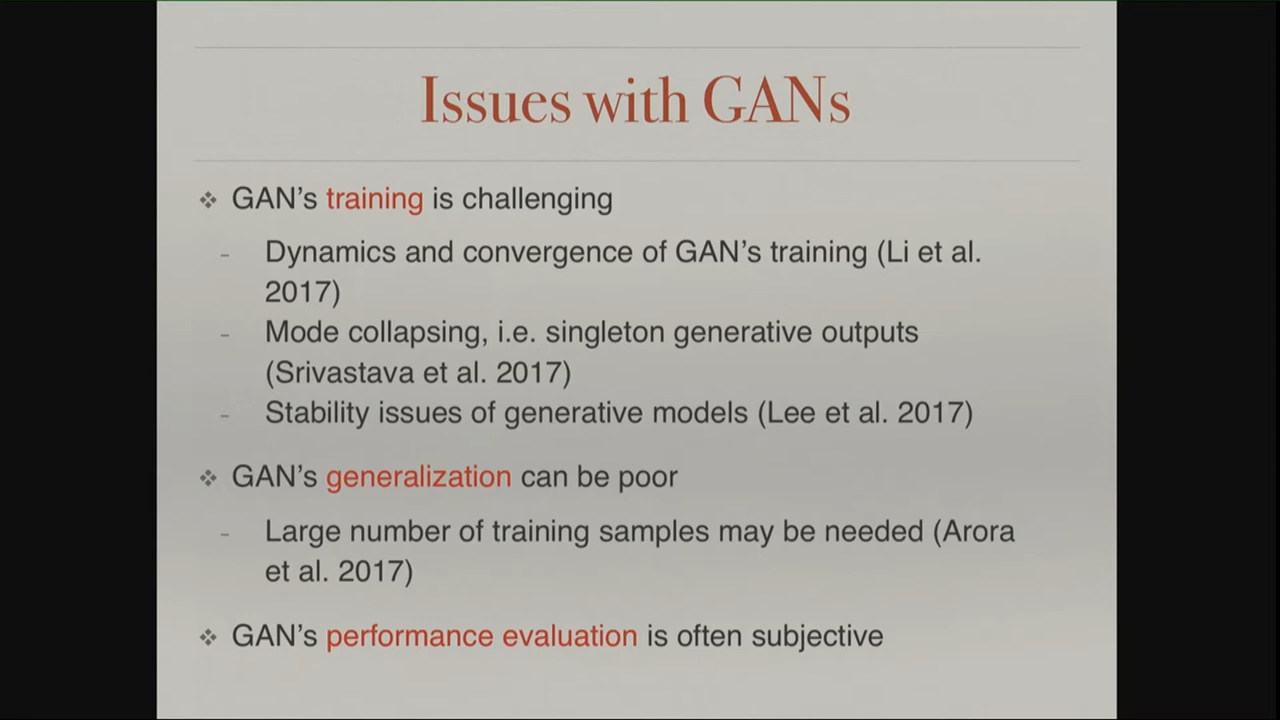 Issues with GANs
❖ GAN’s training is challenging
- Dynamics and convergence of GAN’s training (Li et al.
2017)
- Mode collapsing, i.e. singleton generative outputs
(Srivastava et al. 2017)
- Stability issues of generative models (Lee et al. 2017)
❖ GAN’s generalization can be poor
- Large number of training samples may be needed (Arora
et al. 2017)
❖ GAN’s performance evaluation is often subjective